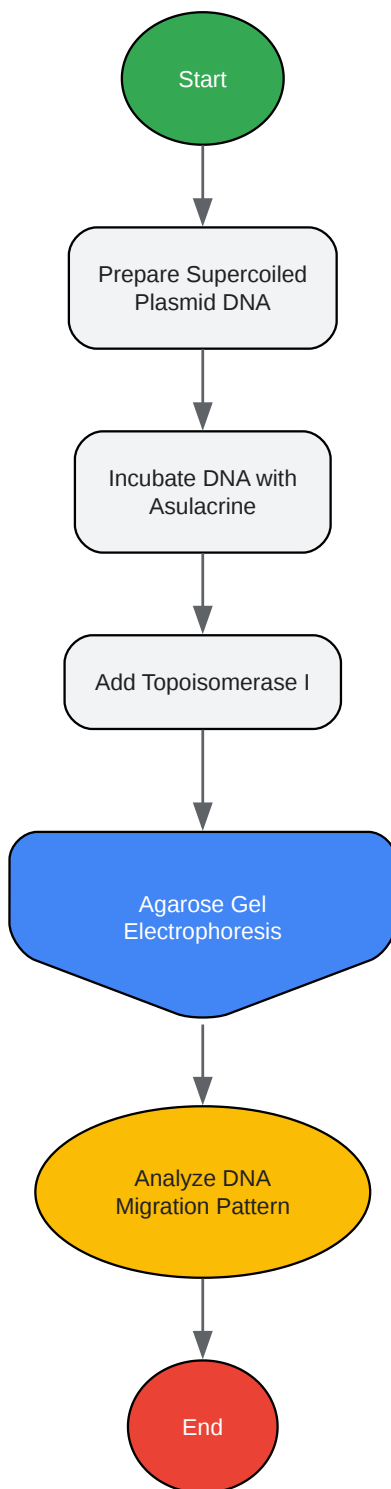 Start
Prepare Supercoiled
Plasmid DNA
Incubate DNA with
Asulacrine
Add Topoisomerase I
Agarose Gel
Electrophoresis
Analyze DNA
Migration Pattern
End